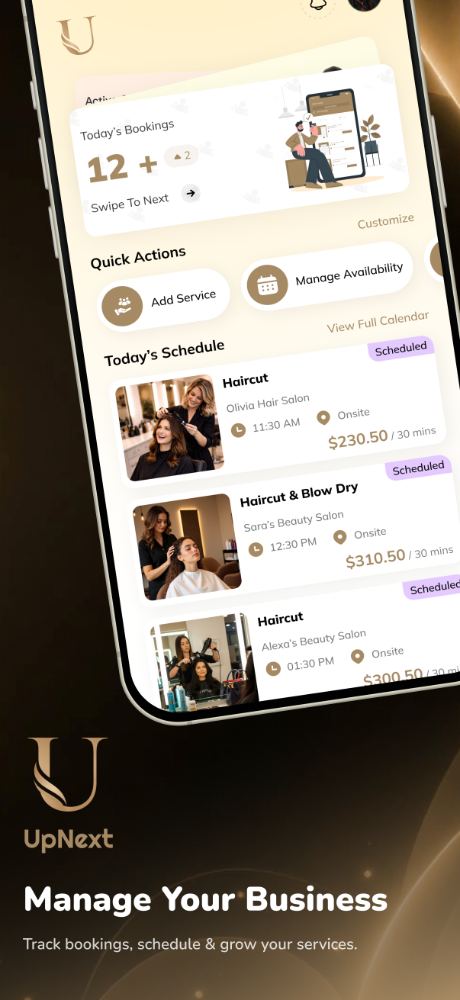 U
Today's Bookings
12 + 2
Swipe To Next
Customize
Quick Actions
Add Service
Manage Availability
View Full Calendar
Today's Schedule
Scheduled
Haircut
Olivia Hair Salon
11:30 AM Onsite
$230.50 / 30 mins
Scheduled
Haircut & Blow Dry
Sara's Beauty Salon
12:30 PM Onsite
$310.50 / 30 mins
Scheduled
Haircut
Alexa's Beauty Salon
01:30 PM Onsite
$300.50 / 30
U
UpNext
Manage Your Business
Track bookings, schedule & grow your services.